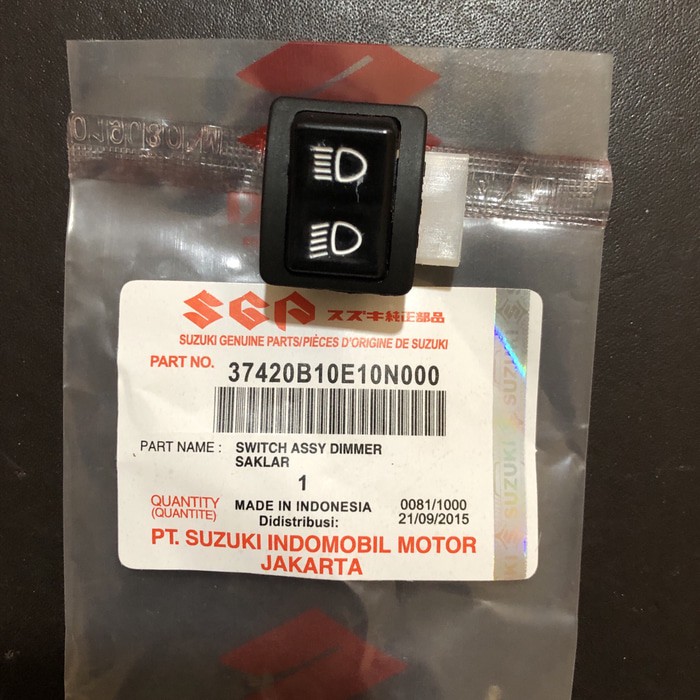 SGP スズキ純正部品
SUZUKI GENUINE PARTS/PIÈCES D'ORIGINE DE SUZUKI
PART NO. 37420B10E10N000
PART NAME : SWITCH ASSY DIMMER
SAKLAR
1
QUANTITY
(QUANTITE)
MADE IN INDONESIA 0081/1000
Didistribusi: 21/09/2015
PT. SUZUKI INDOMOBIL MOTOR
JAKARTA
SUZUKI
SUZUKI